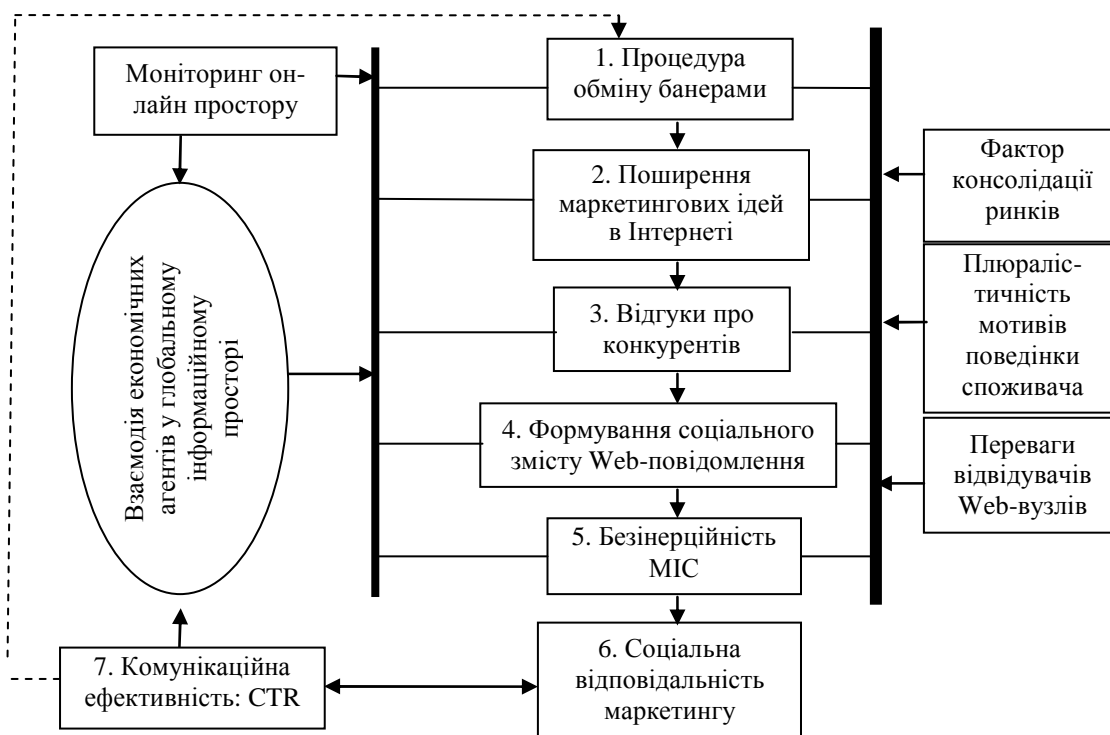 Моніторинг он-
лайн простору
Взаємодія економічних
агентів у глобальному
інформаційному
просторі
1. Процедура
обміну банерами
2. Поширення
маркетингових ідей
в Інтернеті
3. Відгуки про
конкурентів
4. Формування соціального
змісту Web-повідомлення
5. Безінерційність
МІС
6. Соціальна
відповідальність
маркетингу
7. Комунікаційна
ефективність: CTR
Фактор
консолідації
ринків
Плюраліс-
тичність
мотивів
поведінки
споживача
Переваги
відвідувачів
Web-вузлів